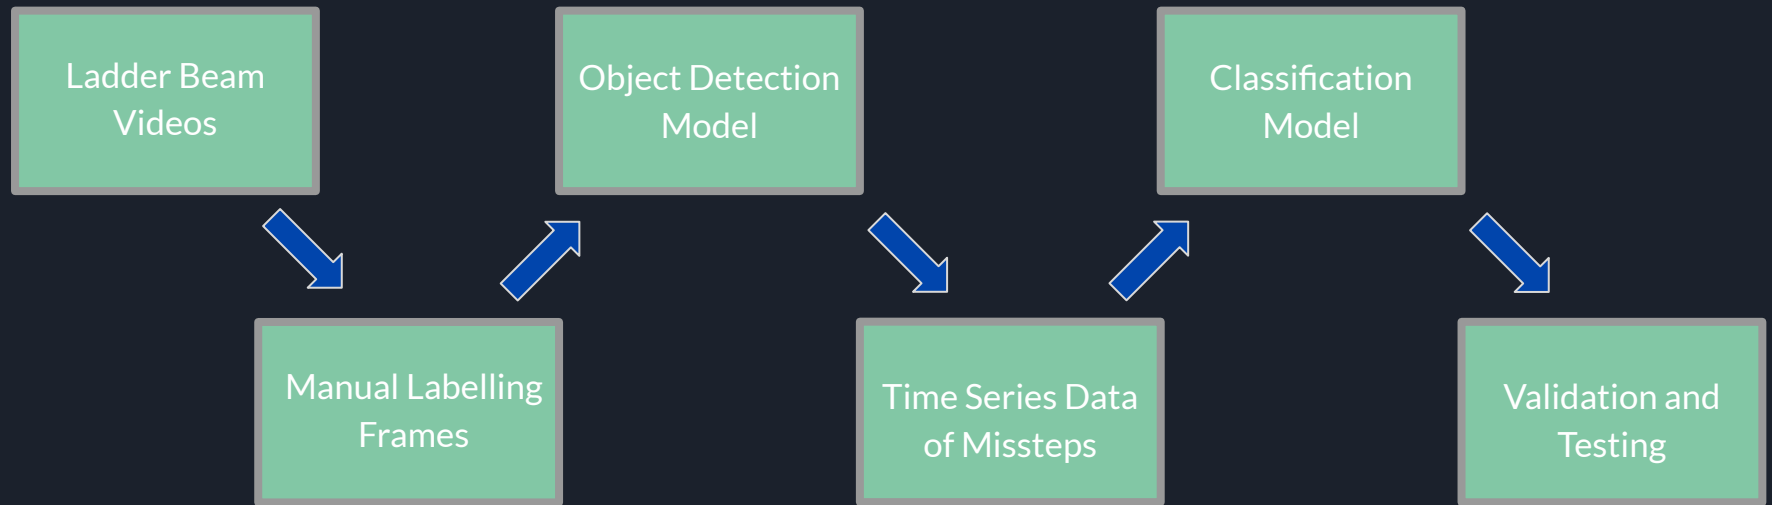 Ladder Beam
Videos
Manual Labelling
Frames
Object Detection
Model
Time Series Data
of Missteps
Classification
Model
Validation and
Testing